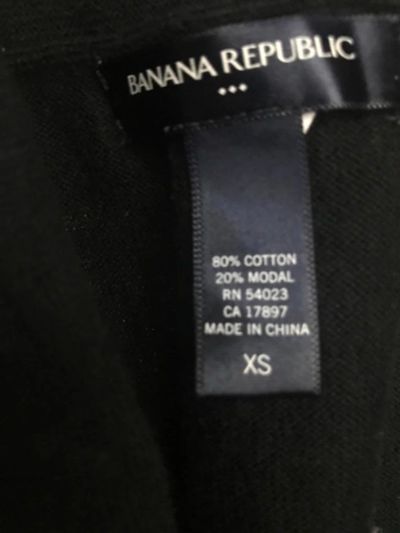 BANANA REPUBLIC
80% COTTON
20% MODAL
RN 54023
CA 17897
MADE IN CHINA
XS